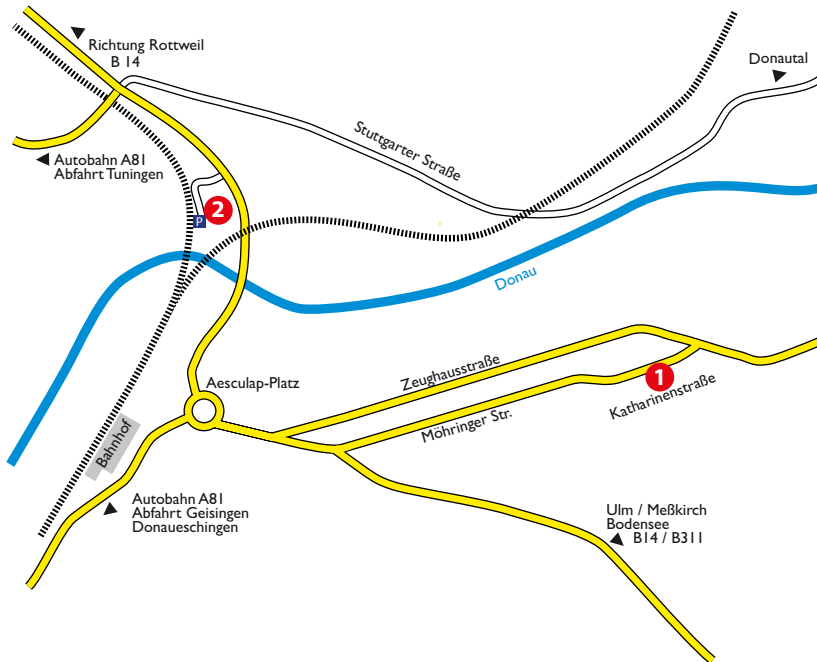 Richtung Rottweil
B 14
Donautal
Stuttgarter Straße
Autobahn A81
Abfahrt Tuningen
2
P
Donau
Aesculap-Platz
Zeughausstraße
1
Katharinenstraße
Möhringer Str.
Bahnhof
Autobahn A81
Abfahrt Geisingen
Donaueschingen
Ulm / Meßkirch
Bodensee
B14 / B311